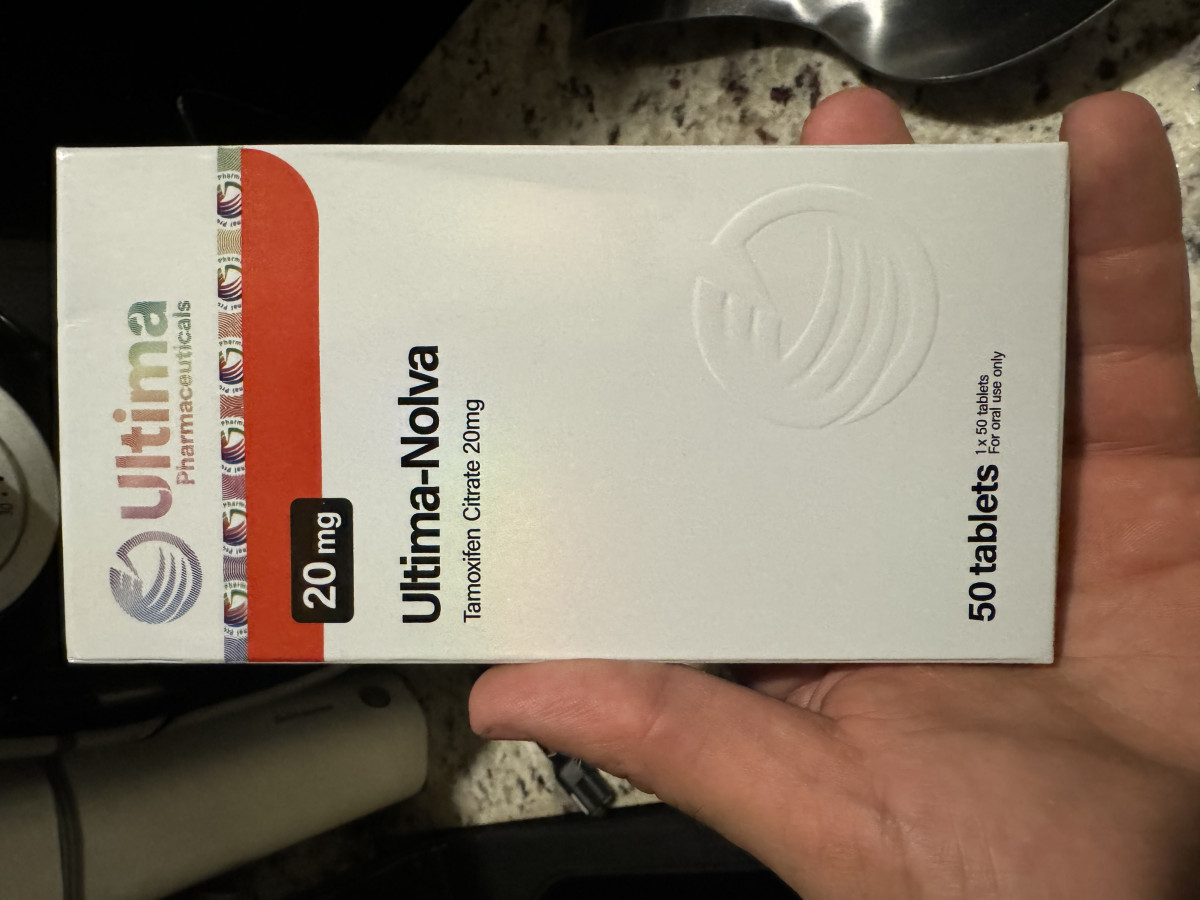 Ultima
Pharmaceuticals
20 mg
Ultima-Nolva
Tamoxifen Citrate 20mg
50 tablets
1 x 50 tablets
For oral use only